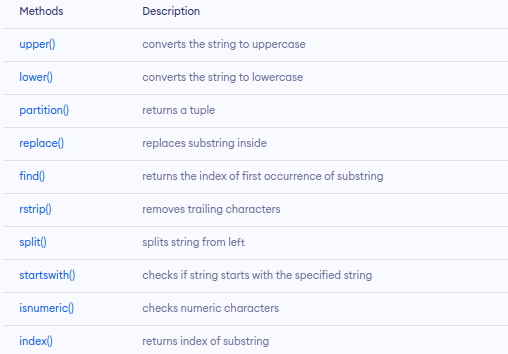 Methods Description
upper() converts the string to uppercase
lower() converts the string to lowercase
partition() returns a tuple
replace() replaces substring inside
find() returns the index of first occurrence of substring
rstrip() removes trailing characters
split() splits string from left
startswith() checks if string starts with the specified string
isnumeric() checks numeric characters
index() returns index of substring